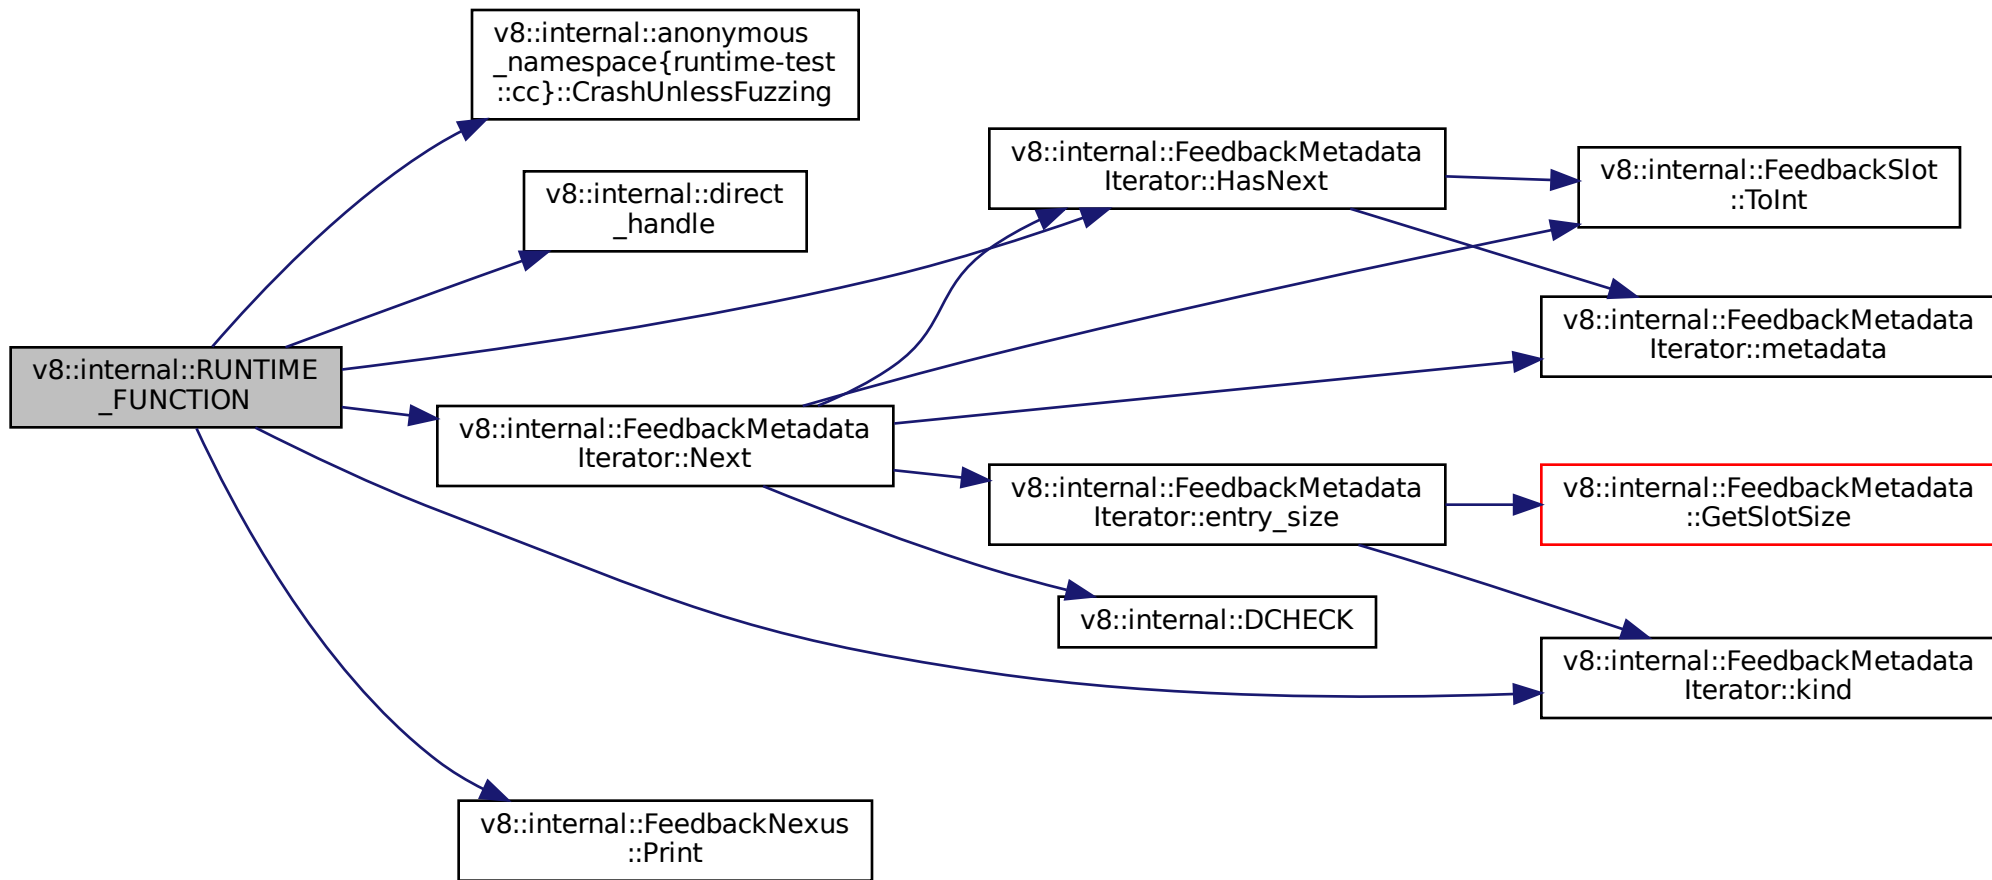 v8::internal::anonymous
_namespace{runtime-test
::cc}::CrashUnlessFuzzing
v8::internal::direct
_handle
v8::internal::FeedbackMetadata
Iterator::HasNext
v8::internal::FeedbackSlot
::ToInt
v8::internal::FeedbackMetadata
Iterator::metadata
v8::internal::RUNTIME
_FUNCTION
v8::internal::FeedbackMetadata
Iterator::Next
v8::internal::FeedbackMetadata
Iterator::entry_size
v8::internal::FeedbackMetadata
::GetSlotSize
v8::internal::DCHECK
v8::internal::FeedbackMetadata
Iterator::kind
v8::internal::FeedbackNexus
::Print